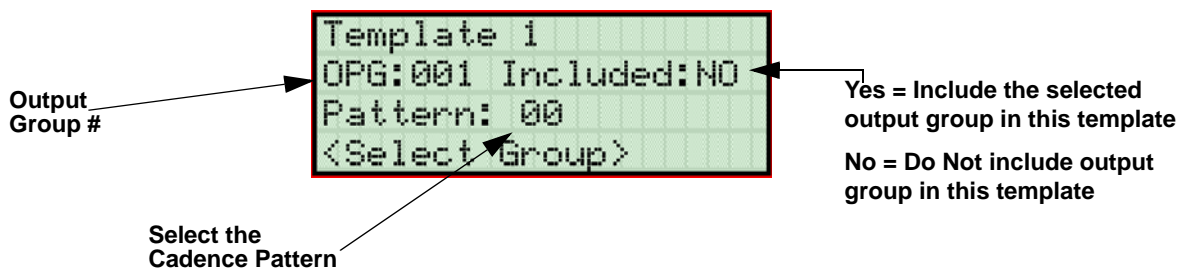 Template 1
OPG:001 Included:NO
Pattern: 00
<Select Group>
Output
Group #
Yes = Include the selected
output group in this template
No = Do Not include output
group in this template
Select the
Cadence Pattern